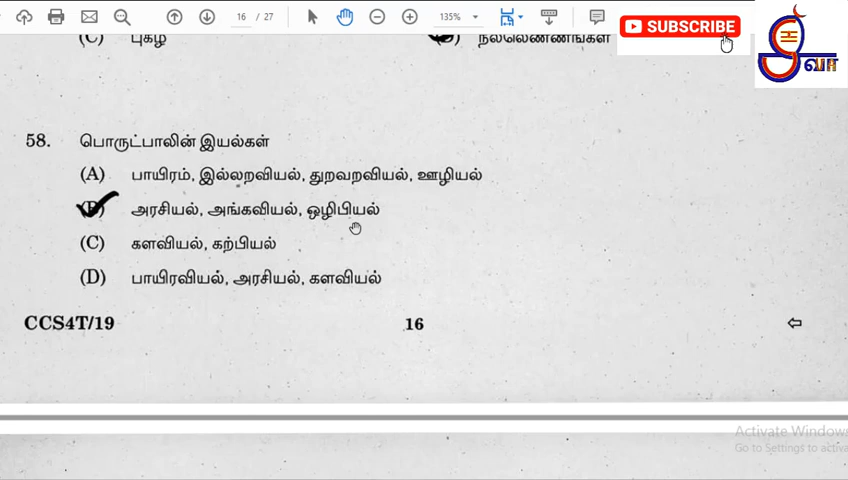 16 / 27
135%
SUBSCRIBE
வா
(C) புகழ்
நல்லெண்ணங்கள்
58. பொருட்பாலின் இயல்கள்
(A) பாயிரம், இல்லறவியல், துறவறவியல், ஊழியல்
(B) அரசியல், அங்கவியல், ஒழிபியல்
(C) களவியல், கற்பியல்
(D) பாயிரவியல், அரசியல், களவியல்
CCS4T/19
16
Activate Windows
Go to Settings to activa